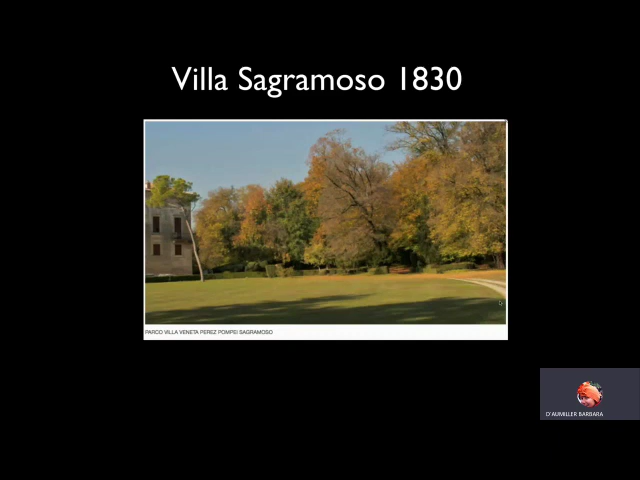 Villa Sagramoso 1830
PARCO VILLA VENETA PEREZ POMPEI SAGRAMOSO
D'AUMILLER BARBARA